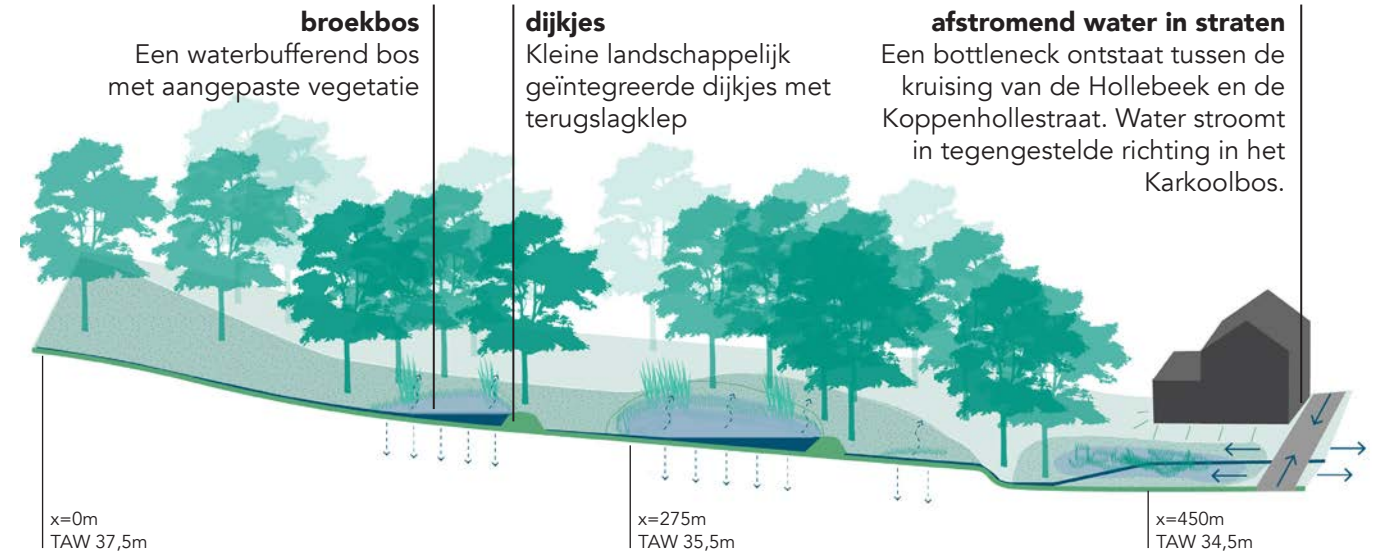 broekbos
Een waterbufferend bos
met aangepaste vegetatie
dijkjes
Kleine landschappelijk
geïntegreerde dijkjes met
terugslagklep
afstromend water in straten
Een bottleneck ontstaat tussen de
kruising van de Hollebeek en de
Koppenhollestraat. Water stroomt
in tegengestelde richting in het
Karkoolbos.
x=0m
TAW 37,5m
x=275m
TAW 35,5m
x=450m
TAW 34,5m